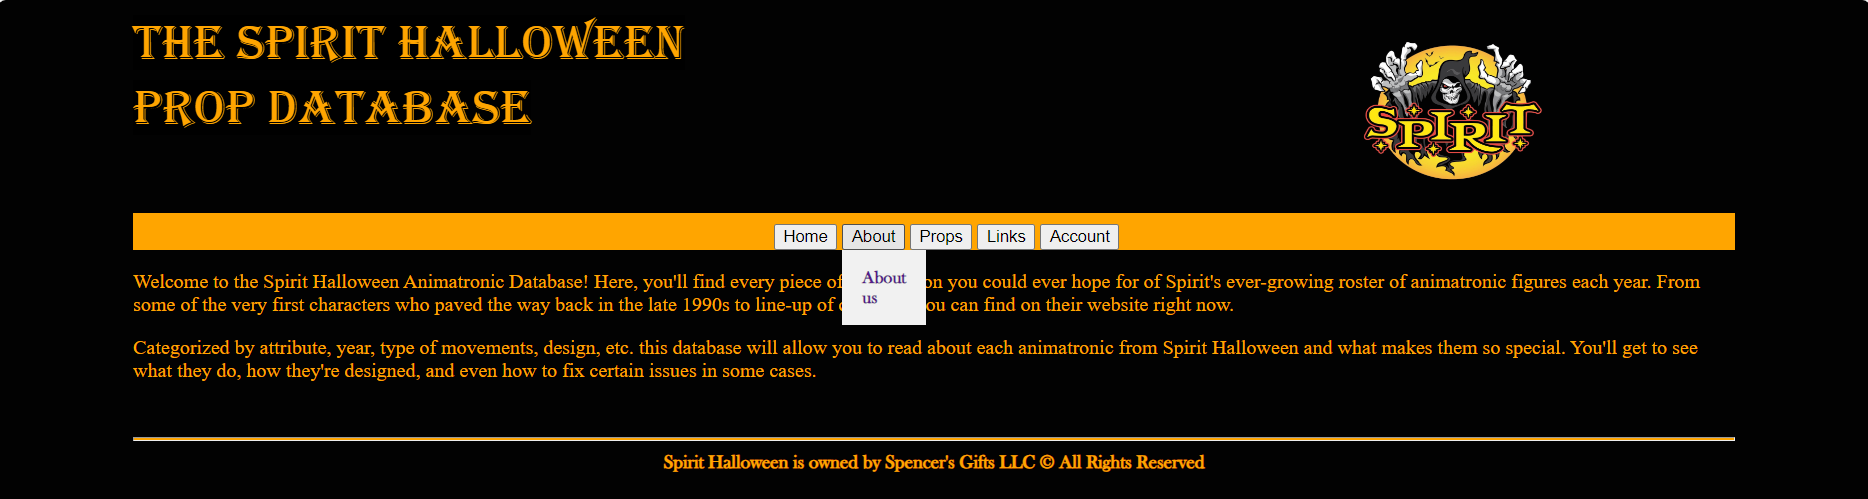 THE SPIRIT HALLOWEEN
PROP DATABASE
SPIRIT
Home About Props Links Account
About
us
Welcome to the Spirit Halloween Animatronic Database! Here, you'll find every piece of on you could ever hope for of Spirit's ever-growing roster of animatronic figures each year. From
some of the very first characters who paved the way back in the late 1990s to line-up of ou can find on their website right now.
Categorized by attribute, year, type of movements, design, etc. this database will allow you to read about each animatronic from Spirit Halloween and what makes them so special. You'll get to see
what they do, how they're designed, and even how to fix certain issues in some cases.
Spirit Halloween is owned by Spencer's Gifts LLC © All Rights Reserved